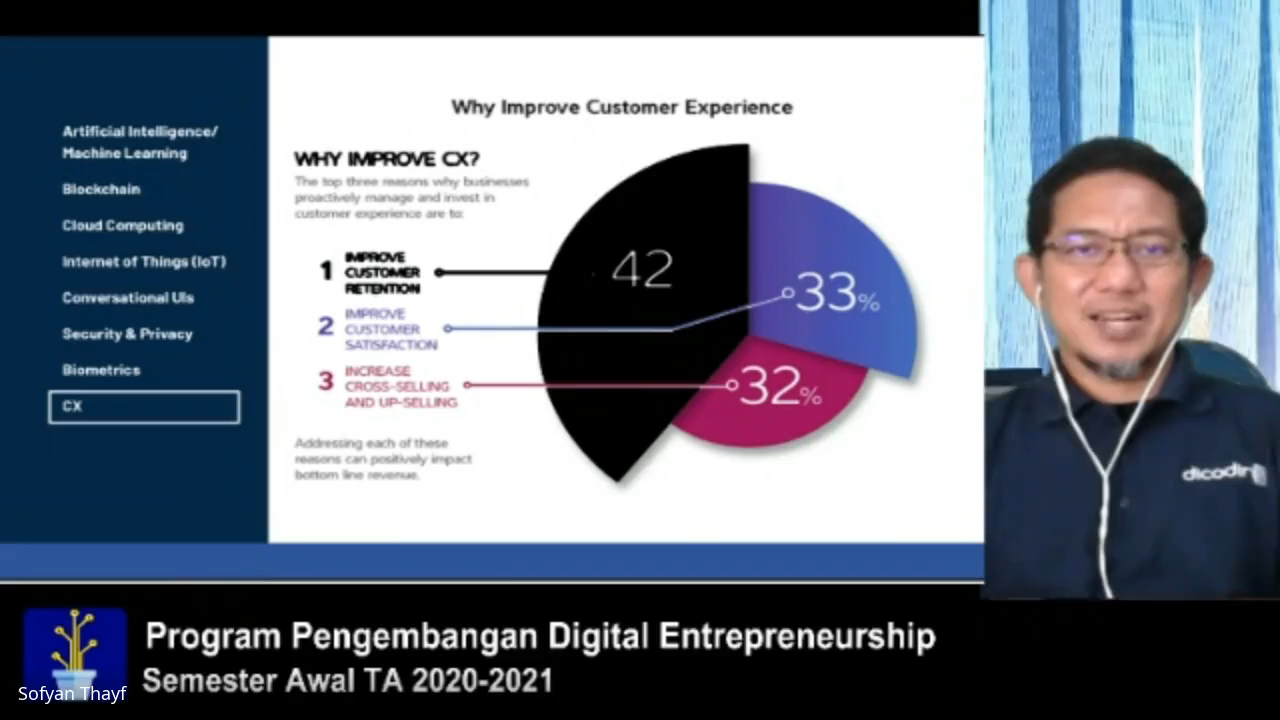 Why Improve Customer Experience
Artificial Intelligence/
Machine Learning
Blockchain
Cloud Computing
Internet of Things (IoT)
Conversational UIs
Security & Privacy
Biometrics
CX
WHY IMPROVE CX?
The top three reasons why businesses
proactively manage and invest in
customer experience are to:
1 IMPROVE
CUSTOMER
RETENTION
2 IMPROVE
CUSTOMER
SATISFACTION
3 INCREASE
CROSS-SELLING
AND UP-SELLING
Addressing each of these
reasons can positively impact
bottom line revenue.
42
33%
32%
Program Pengembangan Digital Entrepreneurship
Semester Awal TA 2020-2021
Sofyan Thayf